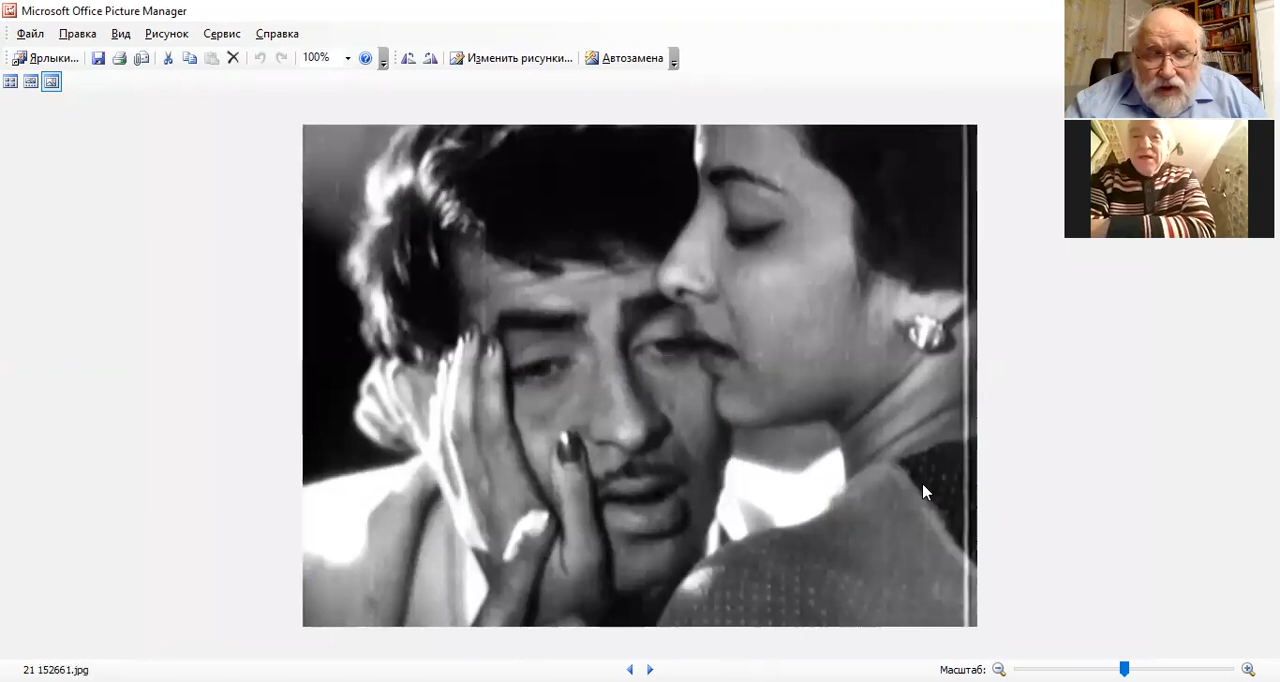 Microsoft Office Picture Manager
Файл Правка Вид Рисунок Сервис Справка
Ярлыки... 100% Изменить рисунки... Автозамена
21 152661.jpg Масштаб: